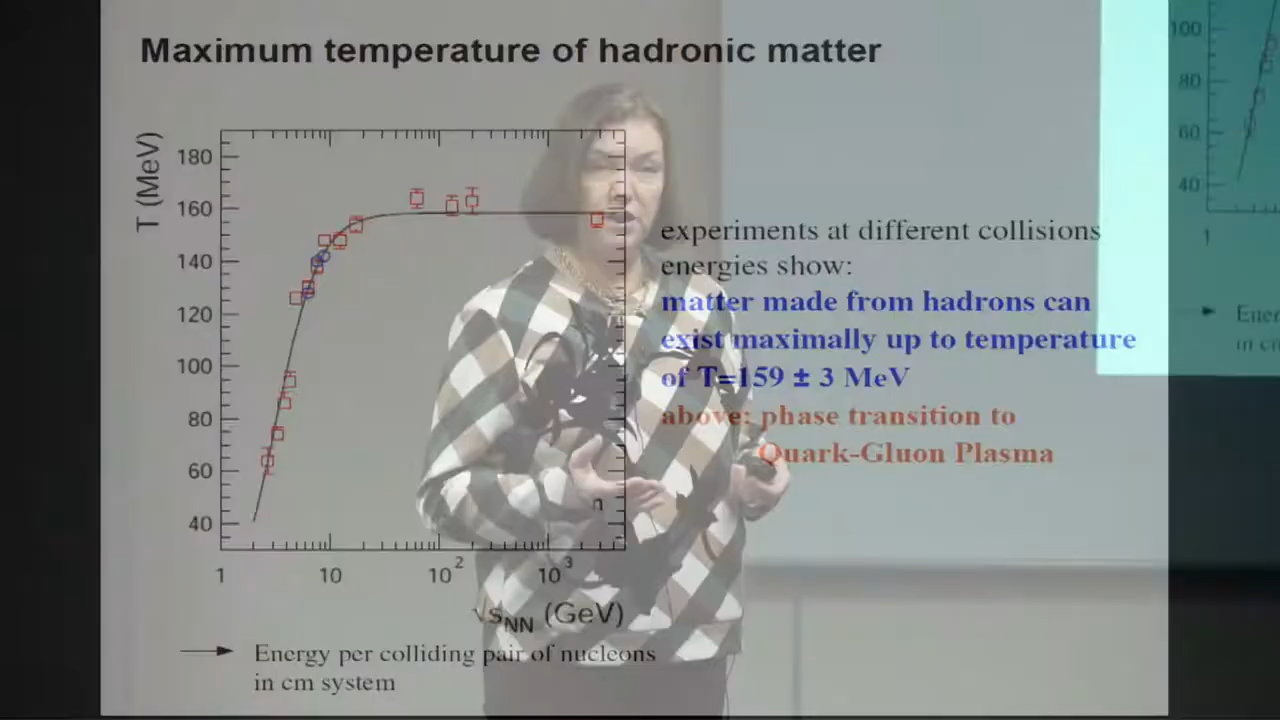 Maximum temperature of hadronic matter
T (MeV)
180
160
140
120
100
80
60
40
1
10
10²
10³
√sNN (GeV)
n
Energy per colliding pair of nucleons
in cm system
experiments at different collisions
energies show:
matter made from hadrons can
exist maximally up to temperature
of T=159 ± 3 MeV
above: phase transition to
Quark-Gluon Plasma
100
80
60
40
1
in